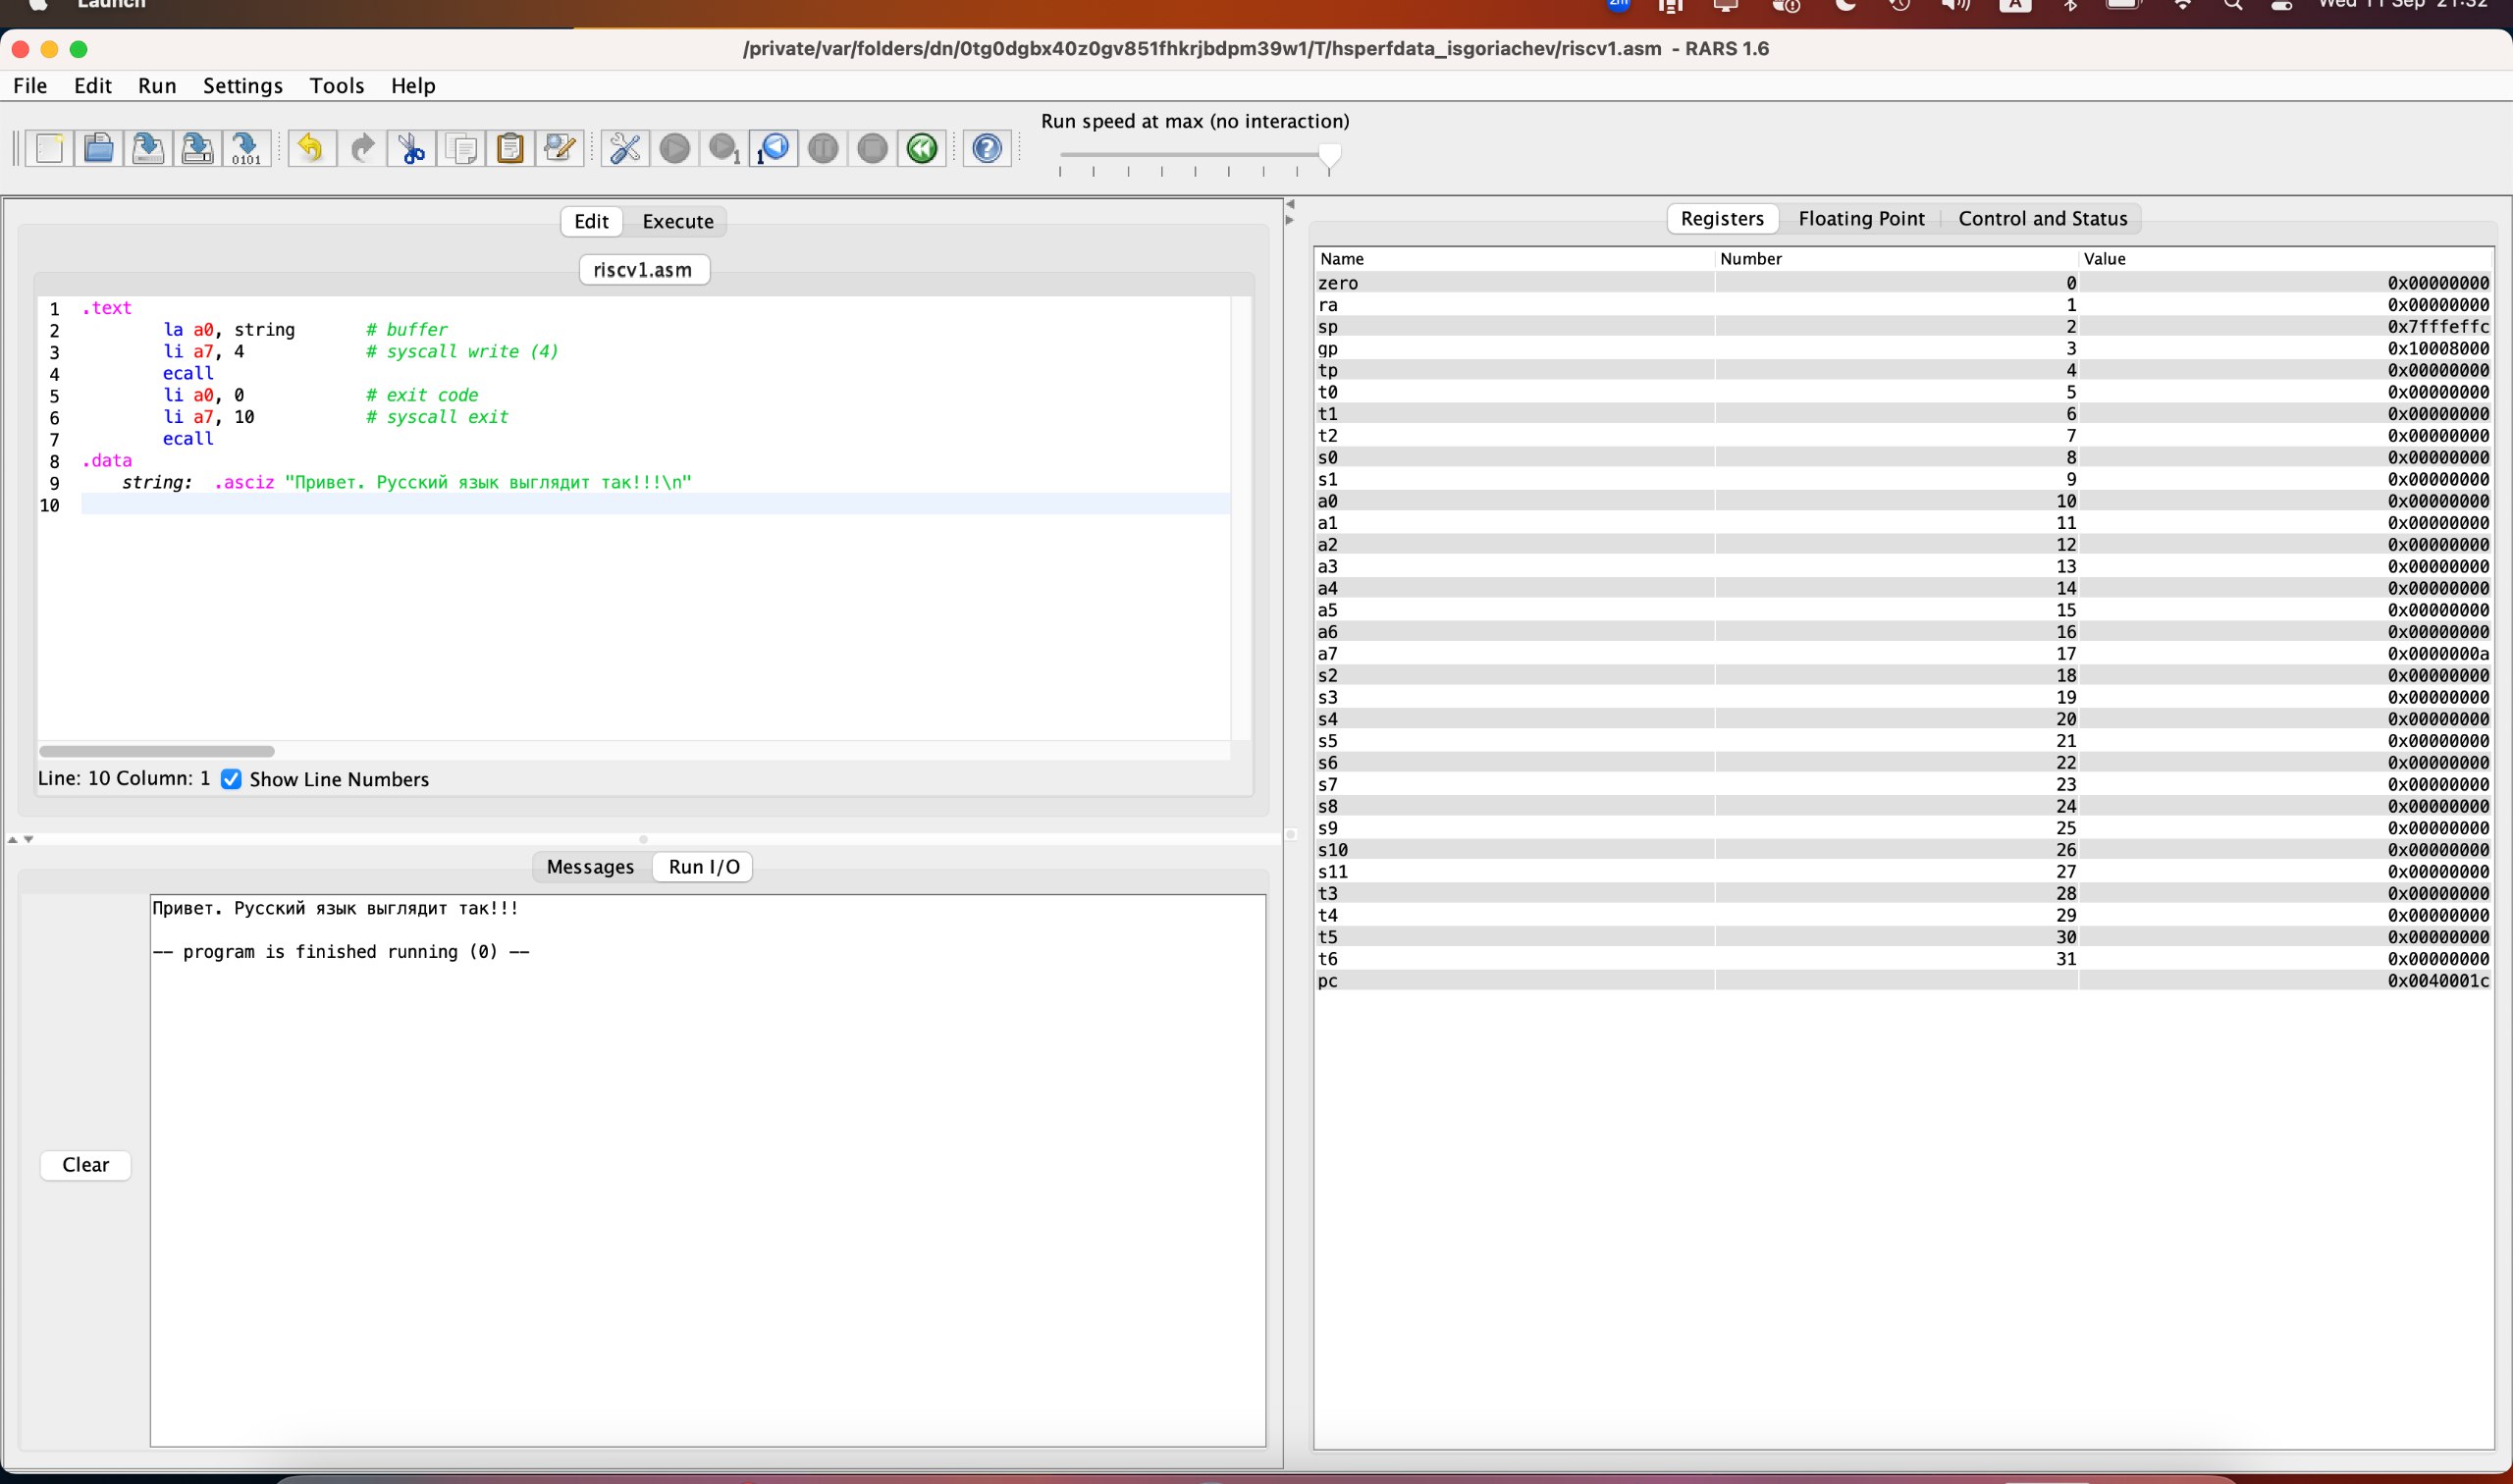 Launch
Wed 11 Sep 21:32
/private/var/folders/dn/0tg0dgbx40z0gv851fhkrjbdpm39w1/T/hsperfdata_isgoriachev/riscv1.asm - RARS 1.6
File Edit Run Settings Tools Help
Run speed at max (no interaction)
Edit Execute
riscv1.asm
1 .text
2 la a0, string # buffer
3 li a7, 4 # syscall write (4)
4 ecall
5 li a0, 0 # exit code
6 li a7, 10 # syscall exit
7 ecall
8 .data
9 string: .asciz "Привет. Русский язык выглядит так!!!\n"
10
Line: 10 Column: 1 Show Line Numbers
Messages Run I/O
Привет. Русский язык выглядит так!!!
-- program is finished running (0) --
Clear
Registers Floating Point Control and Status
Name Number Value
zero 0 0x00000000
ra 1 0x00000000
sp 2 0x7fffeffc
gp 3 0x10008000
tp 4 0x00000000
t0 5 0x00000000
t1 6 0x00000000
t2 7 0x00000000
s0 8 0x00000000
s1 9 0x00000000
a0 10 0x00000000
a1 11 0x00000000
a2 12 0x00000000
a3 13 0x00000000
a4 14 0x00000000
a5 15 0x00000000
a6 16 0x00000000
a7 17 0x0000000a
s2 18 0x00000000
s3 19 0x00000000
s4 20 0x00000000
s5 21 0x00000000
s6 22 0x00000000
s7 23 0x00000000
s8 24 0x00000000
s9 25 0x00000000
s10 26 0x00000000
s11 27 0x00000000
t3 28 0x00000000
t4 29 0x00000000
t5 30 0x00000000
t6 31 0x00000000
pc 0x0040001c